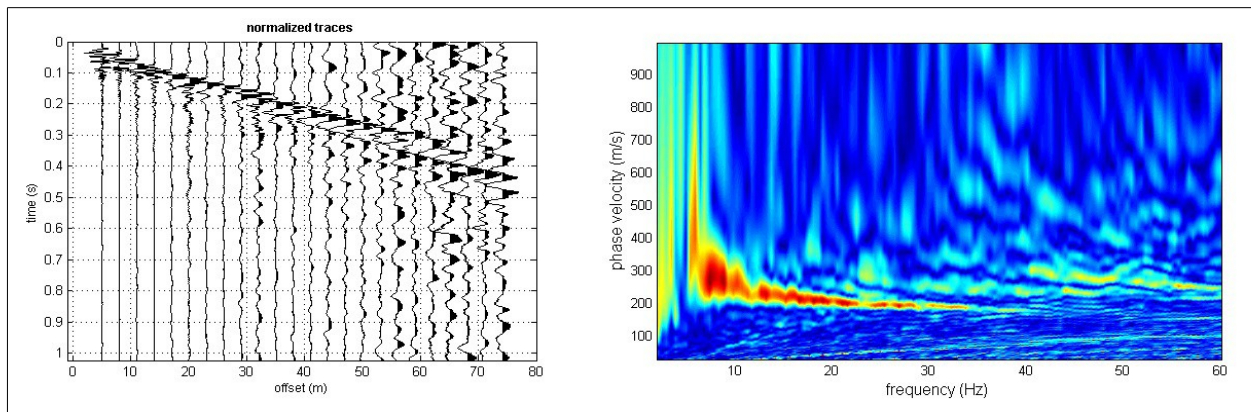 normalized traces
time (s)
0
0.1
0.2
0.3
0.4
0.5
0.6
0.7
0.8
0.9
1
0 10 20 30 40 50 60 70 80
offset (m)
phase velocity (m/s)
900
800
700
600
500
400
300
200
100
10 20 30 40 50 60
frequency (Hz)